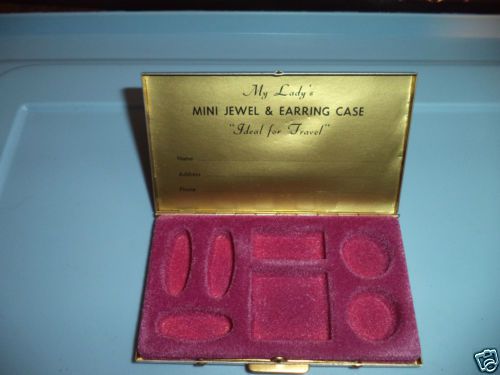 My Lady's
MINI JEWEL & EARRING CASE
"Ideal for Travel"
Name
Address
Phone